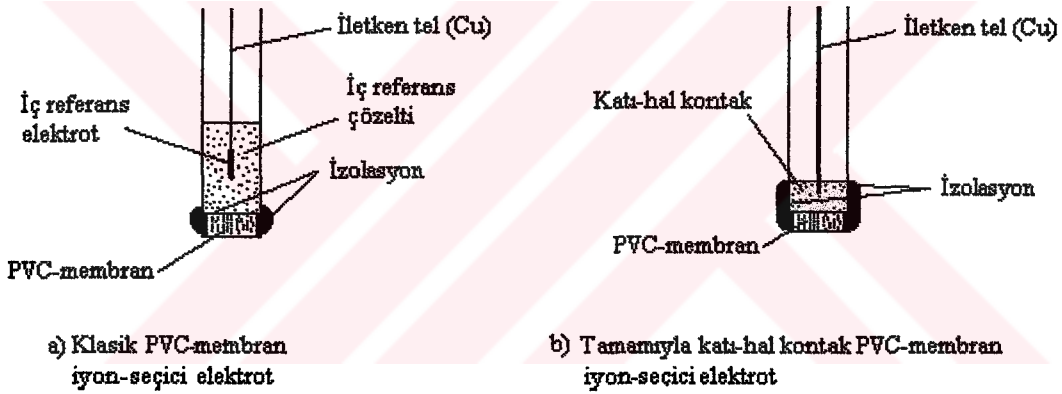 İletken tel (Cu)
İç referans
elektrot
İç referans
çözelti
İzolasyon
PVC-membran
a) Klasik PVC-membran
iyon-seçici elektrot
İletken tel (Cu)
Katı-hal kontak
İzolasyon
PVC-membran
b) Tamamıyla katı-hal kontak PVC-membran
iyon-seçici elektrot